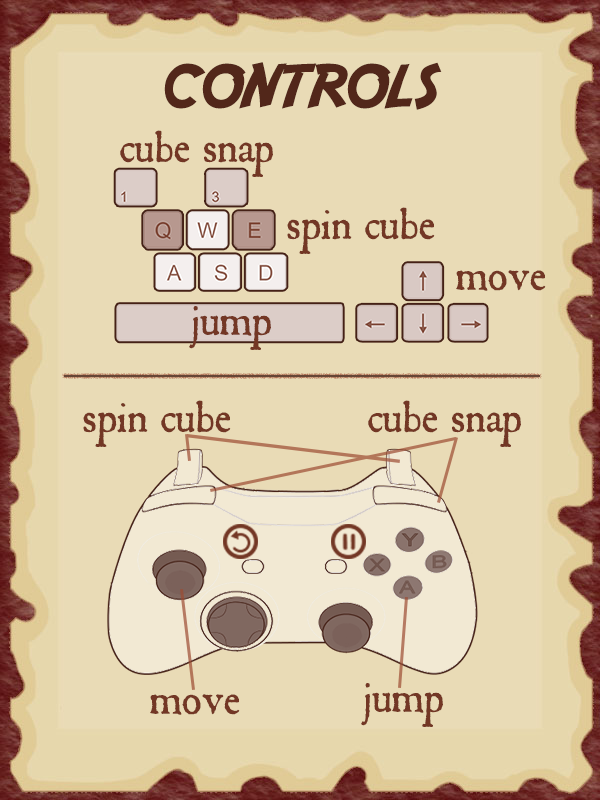 CONTROLS
cube snap
1 3
Q W E spin cube
A S D
↑ move
jump ← ↓ →
spin cube cube snap
Y
X B
A
move jump